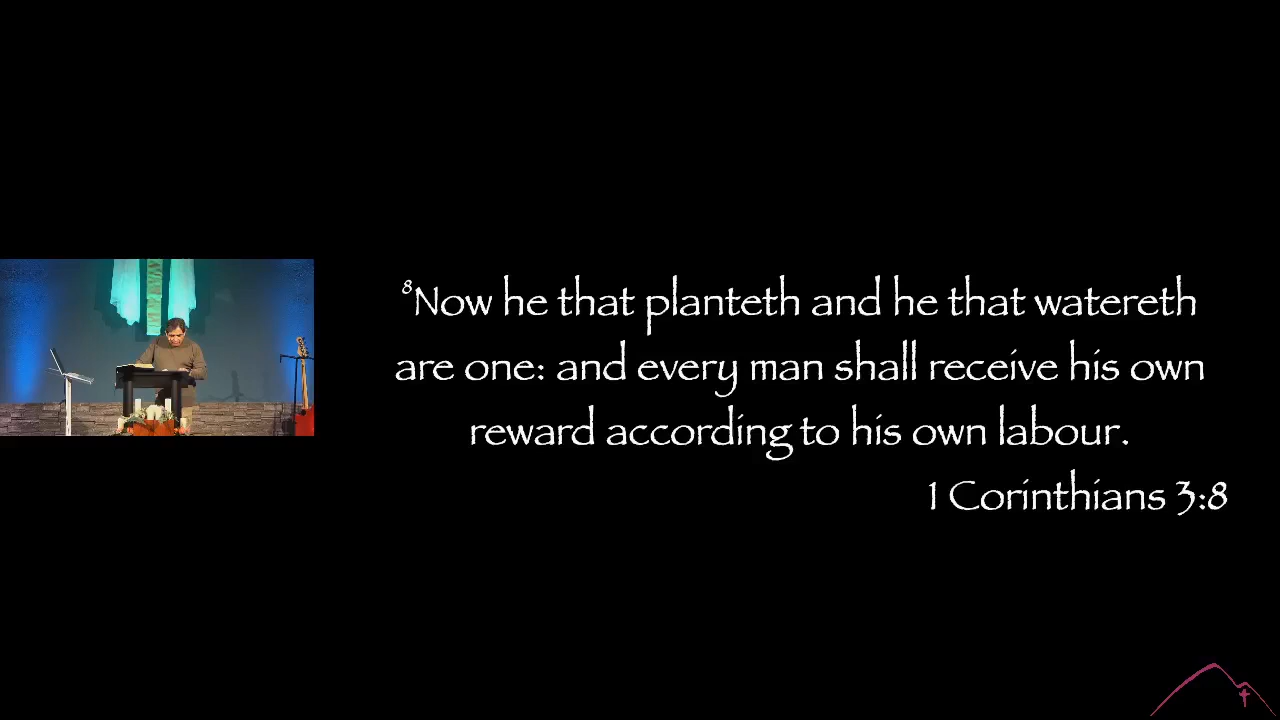 ⁸Now he that planteth and he that watereth
are one: and every man shall receive his own
reward according to his own labour.
1 Corinthians 3:8